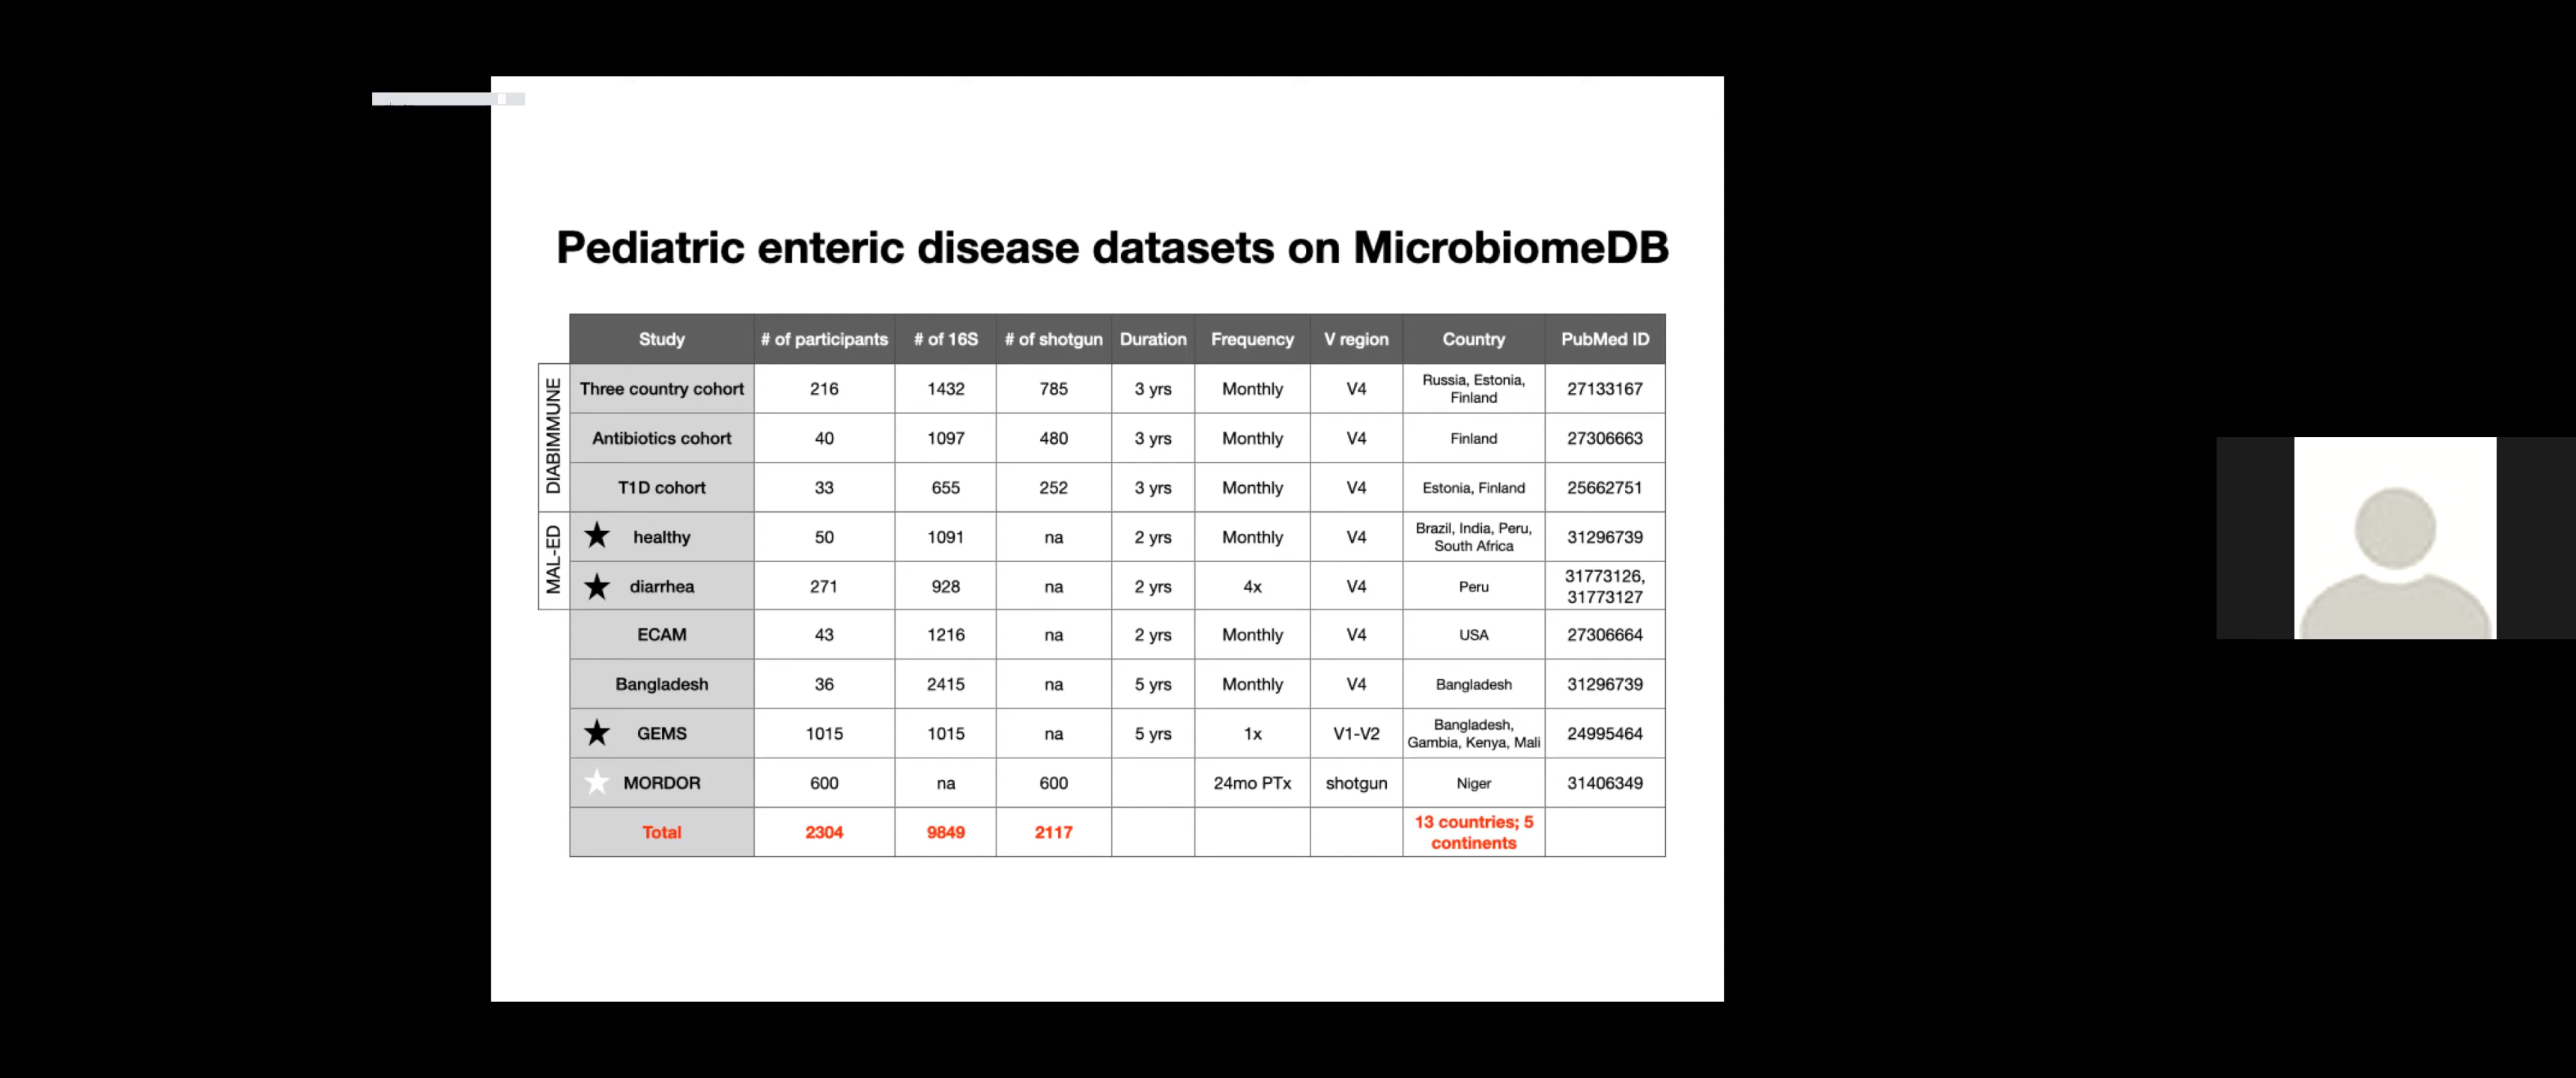 Pediatric enteric disease datasets on MicrobiomeDB
Study # of participants # of 16S # of shotgun Duration Frequency V region Country PubMed ID
DIABIMMUNE
Three country cohort 216 1432 785 3 yrs Monthly V4 Russia, Estonia, Finland 27133167
Antibiotics cohort 40 1097 480 3 yrs Monthly V4 Finland 27306663
T1D cohort 33 655 252 3 yrs Monthly V4 Estonia, Finland 25662751
MAL-ED
★ healthy 50 1091 na 2 yrs Monthly V4 Brazil, India, Peru, South Africa 31296739
★ diarrhea 271 928 na 2 yrs 4x V4 Peru 31773126, 31773127
ECAM 43 1216 na 2 yrs Monthly V4 USA 27306664
Bangladesh 36 2415 na 5 yrs Monthly V4 Bangladesh 31296739
★ GEMS 1015 1015 na 5 yrs 1x V1-V2 Bangladesh, Gambia, Kenya, Mali 24995464
★ MORDOR 600 na 600 24mo PTx shotgun Niger 31406349
Total 2304 9849 2117 13 countries; 5 continents